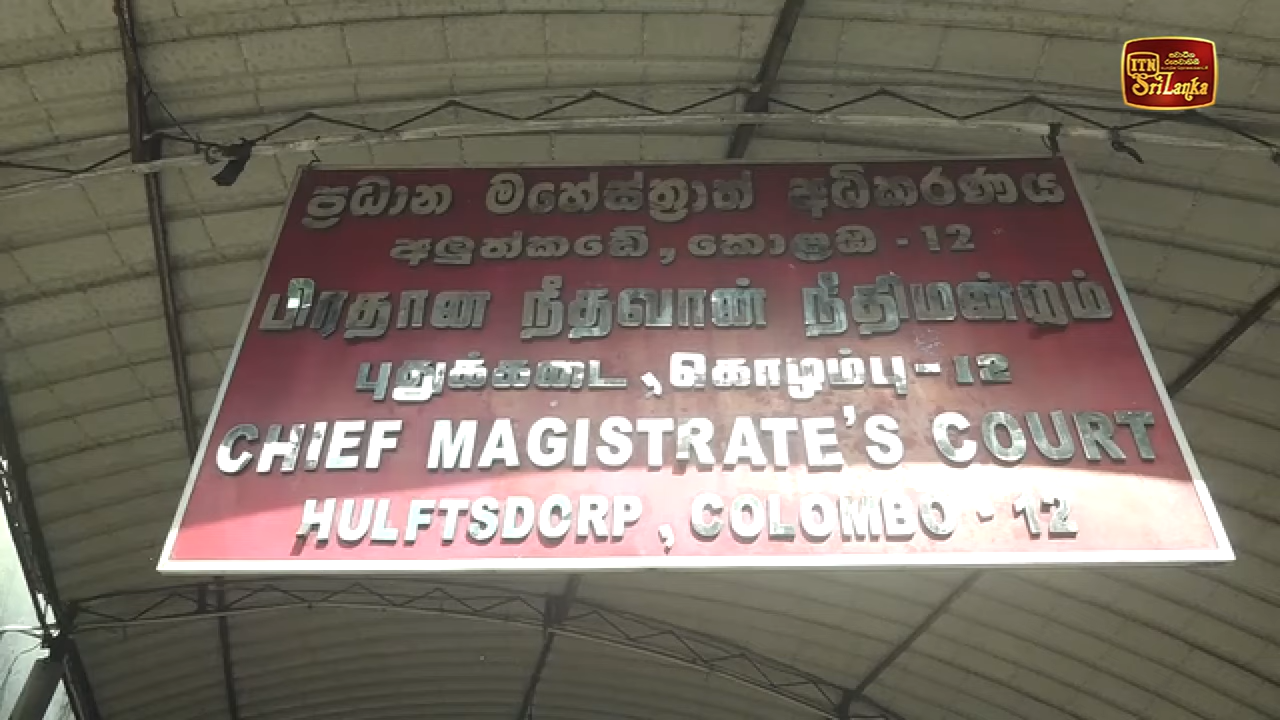 ITN
SriLanka
ප්‍රධාන මහේස්ත්‍රාත් අධිකරණය
අලුත්කඩේ, කොළඹ - 12
பிரதான நீதவான் நீதிமன்றம்
புதுக்கடை, கொழும்பு - 12
CHIEF MAGISTRATE'S COURT
HULFTSDORP, COLOMBO - 12